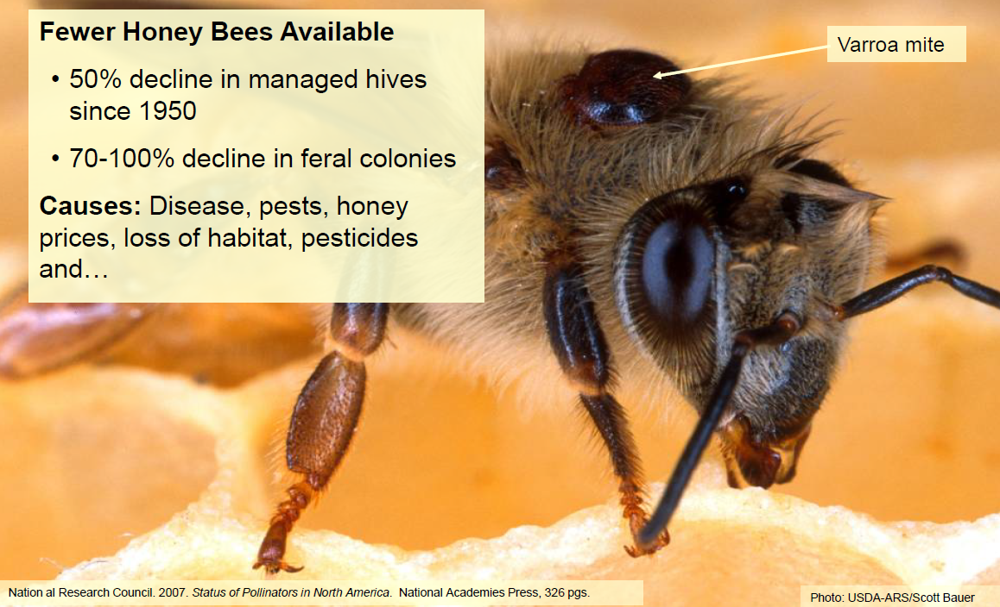 Fewer Honey Bees Available
• 50% decline in managed hives
since 1950
• 70-100% decline in feral colonies
Causes: Disease, pests, honey
prices, loss of habitat, pesticides
and…
Varroa mite
Nation al Research Council. 2007. Status of Pollinators in North America. National Academies Press, 326 pgs.
Photo: USDA-ARS/Scott Bauer